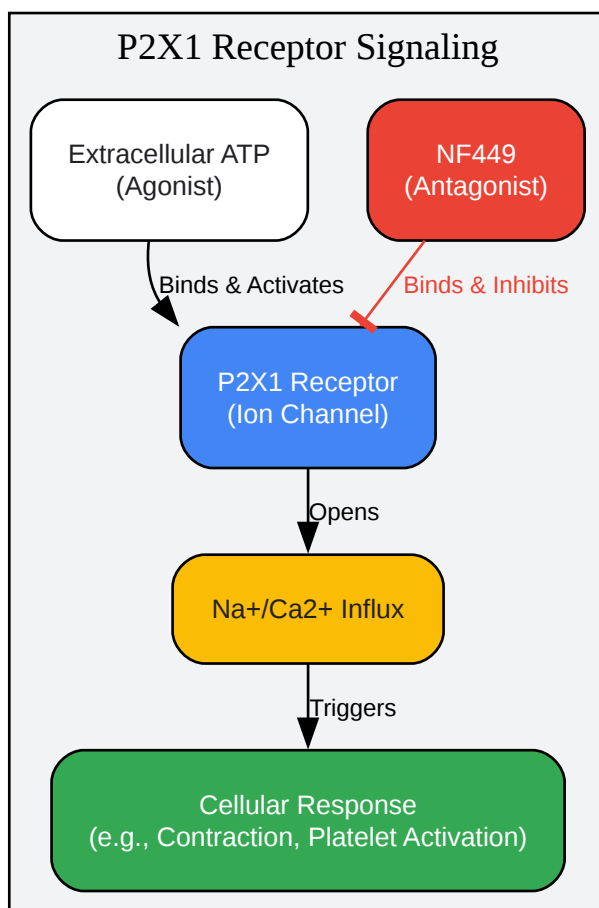 P2X1 Receptor Signaling
Extracellular ATP
(Agonist)
NF449
(Antagonist)
Binds & Activates
Binds & Inhibits
P2X1 Receptor
(Ion Channel)
Opens
Na+/Ca2+ Influx
Triggers
Cellular Response
(e.g., Contraction, Platelet Activation)